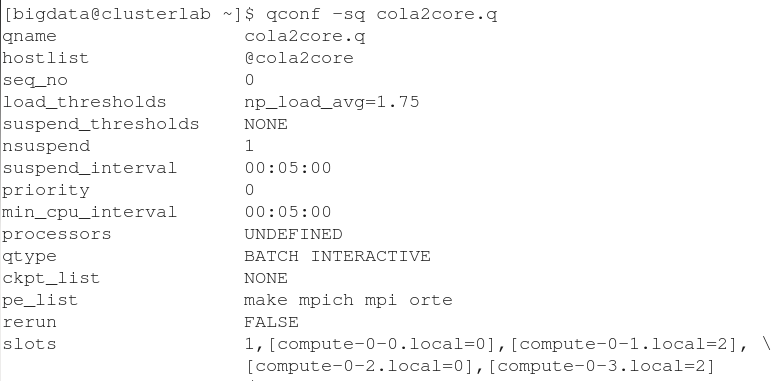 [bigdata@clusterlab ~]$ qconf -sq cola2core.q
qname cola2core.q
hostlist @cola2core
seq_no 0
load_thresholds np_load_avg=1.75
suspend_thresholds NONE
nsuspend 1
suspend_interval 00:05:00
priority 0
min_cpu_interval 00:05:00
processors UNDEFINED
qtype BATCH INTERACTIVE
ckpt_list NONE
pe_list make mpich mpi orte
rerun FALSE
slots 1,[compute-0-0.local=0],[compute-0-1.local=2], \
[compute-0-2.local=0],[compute-0-3.local=2]